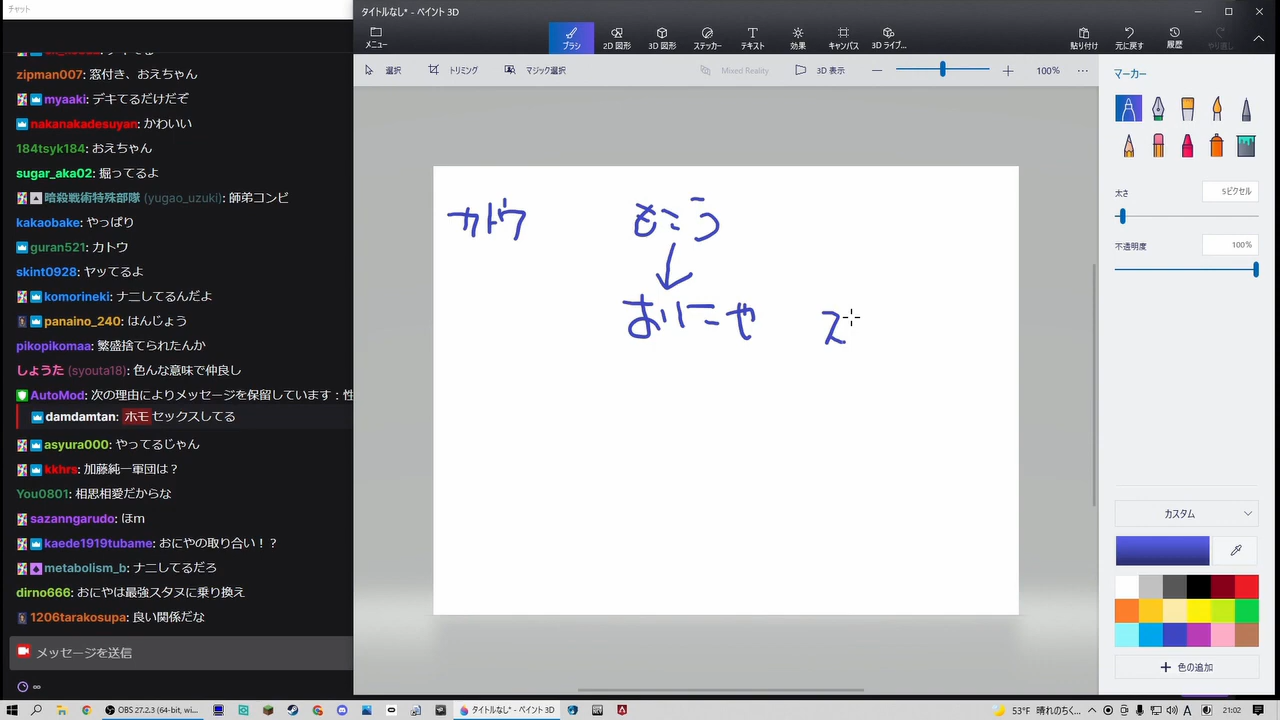 チャット
zipman007: 窓付き、おえちゃん
myaaki: デキてるだけだぞ
nakanakadesuyan: かわいい
184tsyk184: おえちゃん
sugar_aka02: 掘ってるよ
暗殺戦術特殊部隊 (yugao_uzuki): 師弟コンビ
kakaobake: やっぱり
guran521: カトウ
skint0928: ヤッてるよ
komorineki: ナニしてるんだよ
panaino_240: はんじょう
pikopikomaa: 繁盛捨てられたんか
しょうた (syouta18): 色んな意味で仲良し
AutoMod: 次の理由によりメッセージを保留しています : 性
damdamtan: ホモセックスしてる
asyura000: やってるじゃん
kkhrs: 加藤純一軍団は？
You0801: 相思相愛だからな
sazanngarudo: ほm
kaede1919tubame: おにやの取り合い！？
metabolism_b: ナニしてるだろ
dirno666: おにやは最強スタヌに乗り換え
1206tarakosupa: 良い関係だな
メッセージを送信
∞
タイトルなし* - ペイント 3D
メニュー
ブラシ
2D 図形
3D 図形
ステッカー
テキスト
効果
キャンバス
3D ライブ...
貼り付け
元に戻す
履歴
やり直し
選択
トリミング
マジック選択
Mixed Reality
3D 表示
100%
カドウ
もこう
おにや
ス
マーカー
太さ
5ピクセル
不透明度
100%
カスタム
色の追加
OBS 27.2.3 (64-bit, wi...
タイトルなし* - ペイント 3D
53°F 晴れのちく...
A
21:02